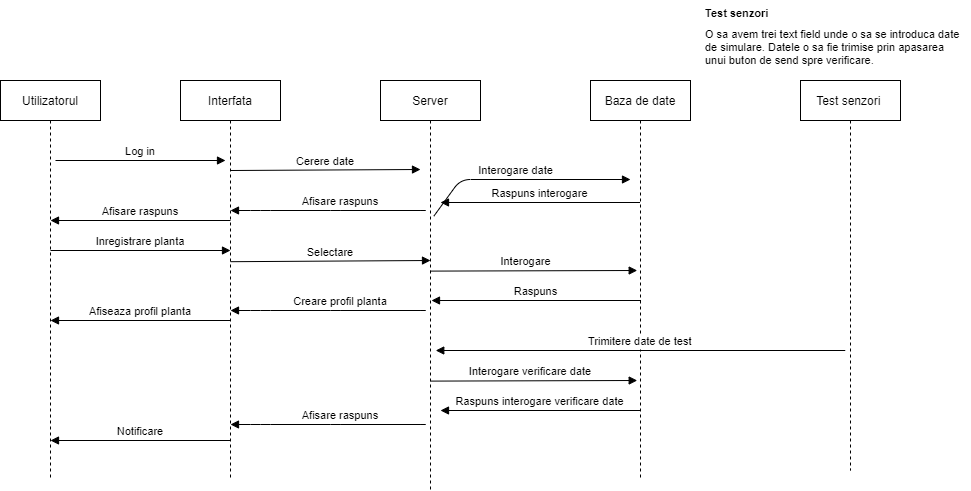 Test senzori
O sa avem trei text field unde o sa se introduca date
de simulare. Datele o sa fie trimise prin apasarea
unui buton de send spre verificare.
Utilizatorul
Interfata
Server
Baza de date
Test senzori
Log in
Cerere date
Interogare date
Raspuns interogare
Afisare raspuns
Afisare raspuns
Inregistrare planta
Selectare
Interogare
Raspuns
Creare profil planta
Afiseaza profil planta
Trimitere date de test
Interogare verificare date
Raspuns interogare verificare date
Afisare raspuns
Notificare